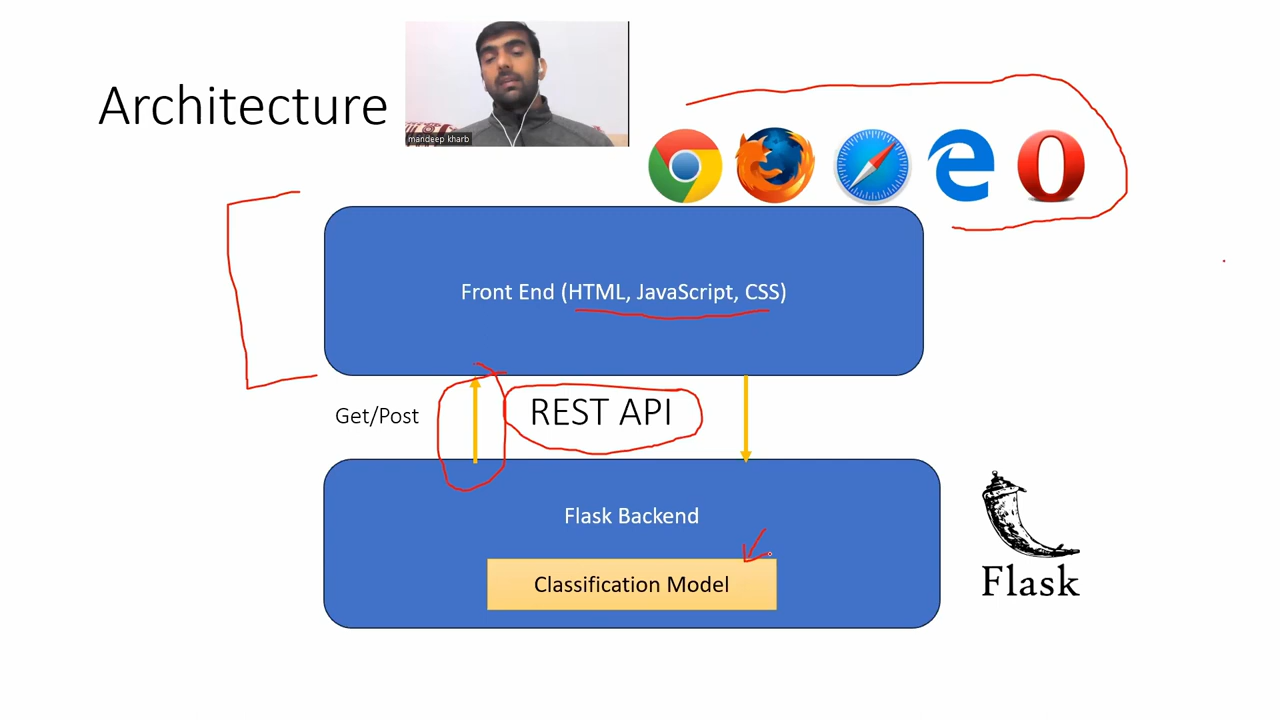 Architecture
mandeep kharb
Front End (HTML, JavaScript, CSS)
Get/Post
REST API
Flask Backend
Classification Model
Flask